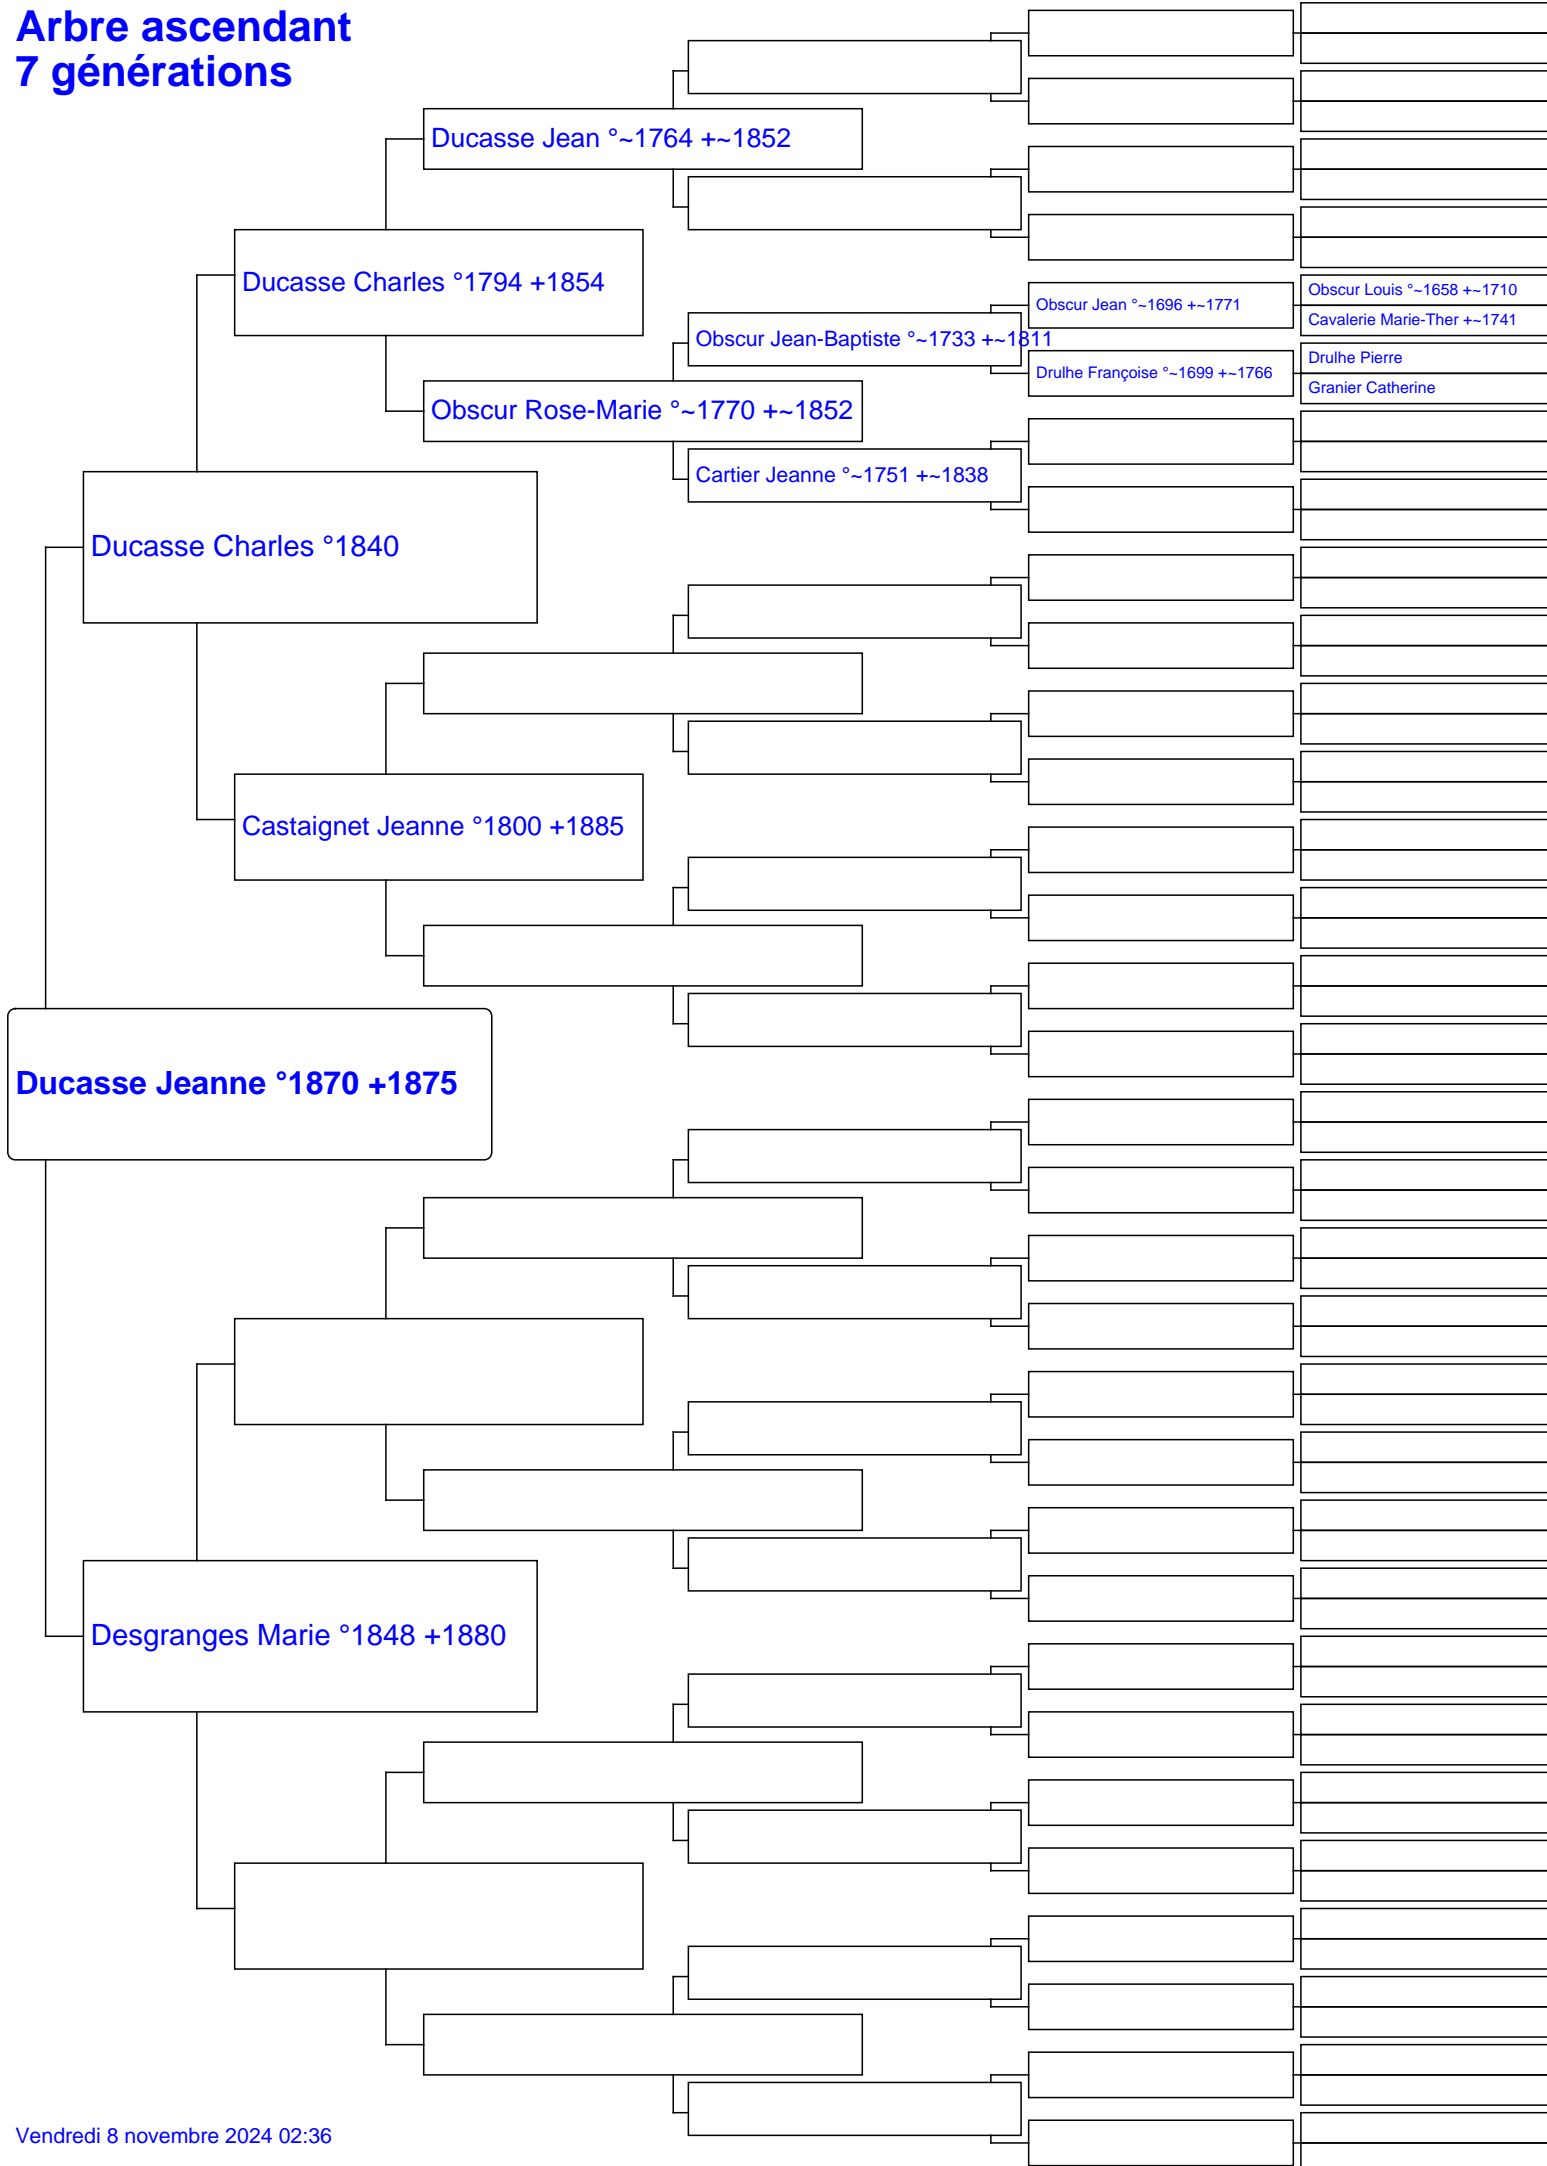 Arbre ascendant
7 générations
Ducasse Jean °~1764 +~1852
Ducasse Charles °1794 +1854
Obscur Louis °~1658 +~1710
Obscur Jean °~1696 +~1771
Cavalerie Marie-Ther +~1741
Obscur Jean-Baptiste °~1733 +~1811
Drulhe Pierre
Drulhe Françoise °~1699 +~1766
Granier Catherine
Obscur Rose-Marie °~1770 +~1852
Cartier Jeanne °~1751 +~1838
Ducasse Charles °1840
Castaignet Jeanne °1800 +1885
Ducasse Jeanne °1870 +1875
Desgranges Marie °1848 +1880
Vendredi 8 novembre 2024 02:36